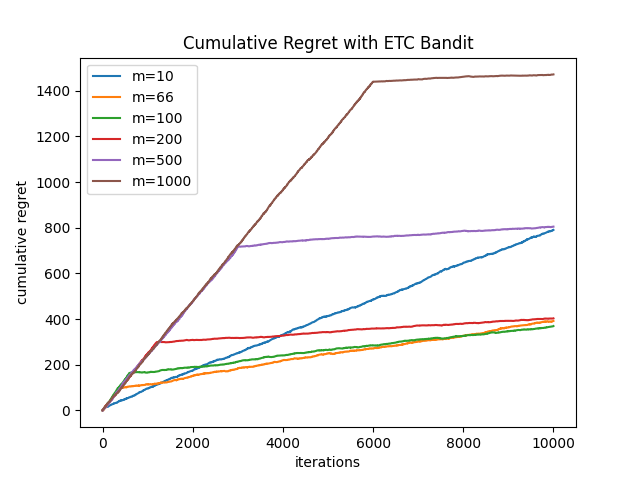 Cumulative Regret with ETC Bandit
m=10
m=66
m=100
m=200
m=500
m=1000
cumulative regret
1400
1200
1000
800
600
400
200
0
0 2000 4000 6000 8000 10000
iterations